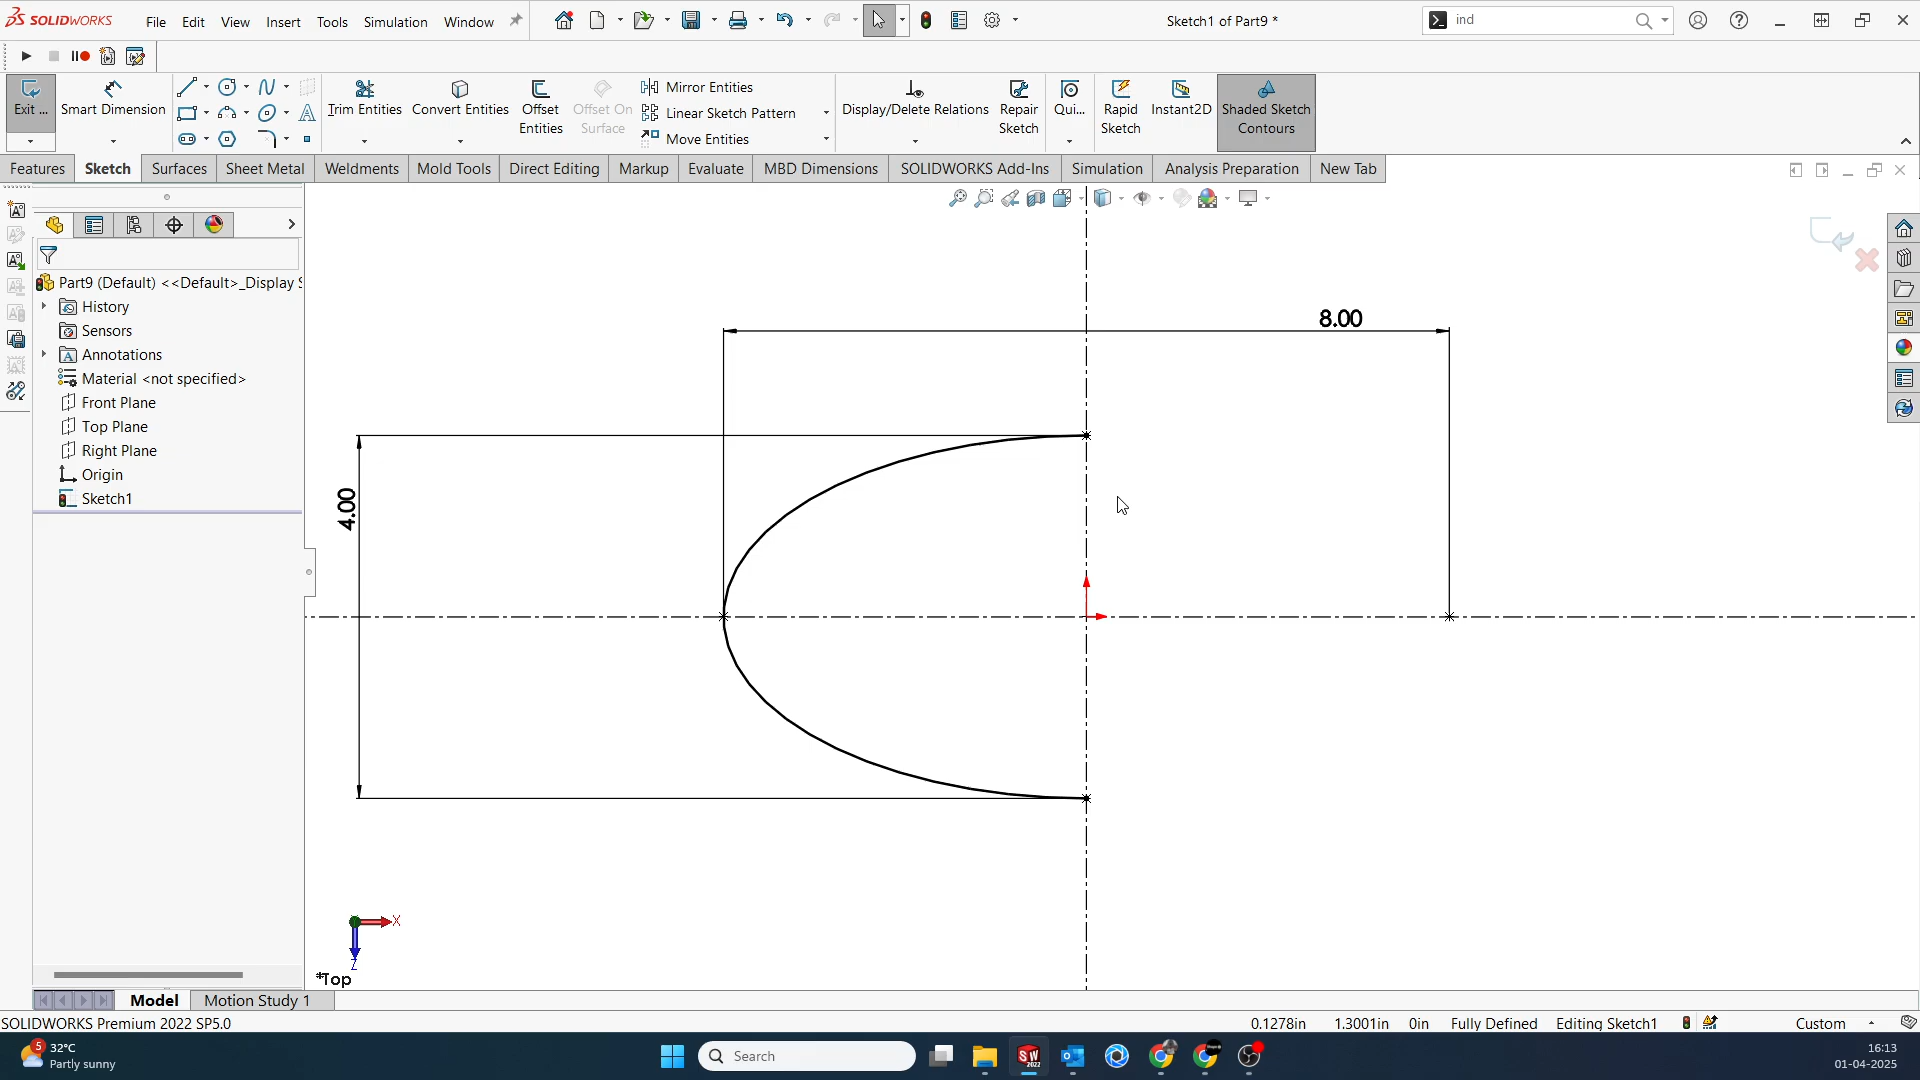 SOLIDWORKS File Edit View Insert Tools Simulation Window Sketch1 of Part9 * ind
Exit ... Smart Dimension Trim Entities Convert Entities Offset Entities Offset On Surface Mirror Entities Linear Sketch Pattern Move Entities Display/Delete Relations Repair Sketch Qui... Rapid Sketch Instant2D Shaded Sketch Contours
Features Sketch Surfaces Sheet Metal Weldments Mold Tools Direct Editing Markup Evaluate MBD Dimensions SOLIDWORKS Add-Ins Simulation Analysis Preparation New Tab
Part9 (Default) <<Default>_Display S
History
Sensors
Annotations
Material <not specified>
Front Plane
Top Plane
Right Plane
Origin
Sketch1
8.00
4.00
X
Z
*Top
Model Motion Study 1
SOLIDWORKS Premium 2022 SP5.0 0.1278in 1.3001in 0in Fully Defined Editing Sketch1 Custom
5 32°C
Partly sunny
Search
SW 2022
16:13
01-04-2025